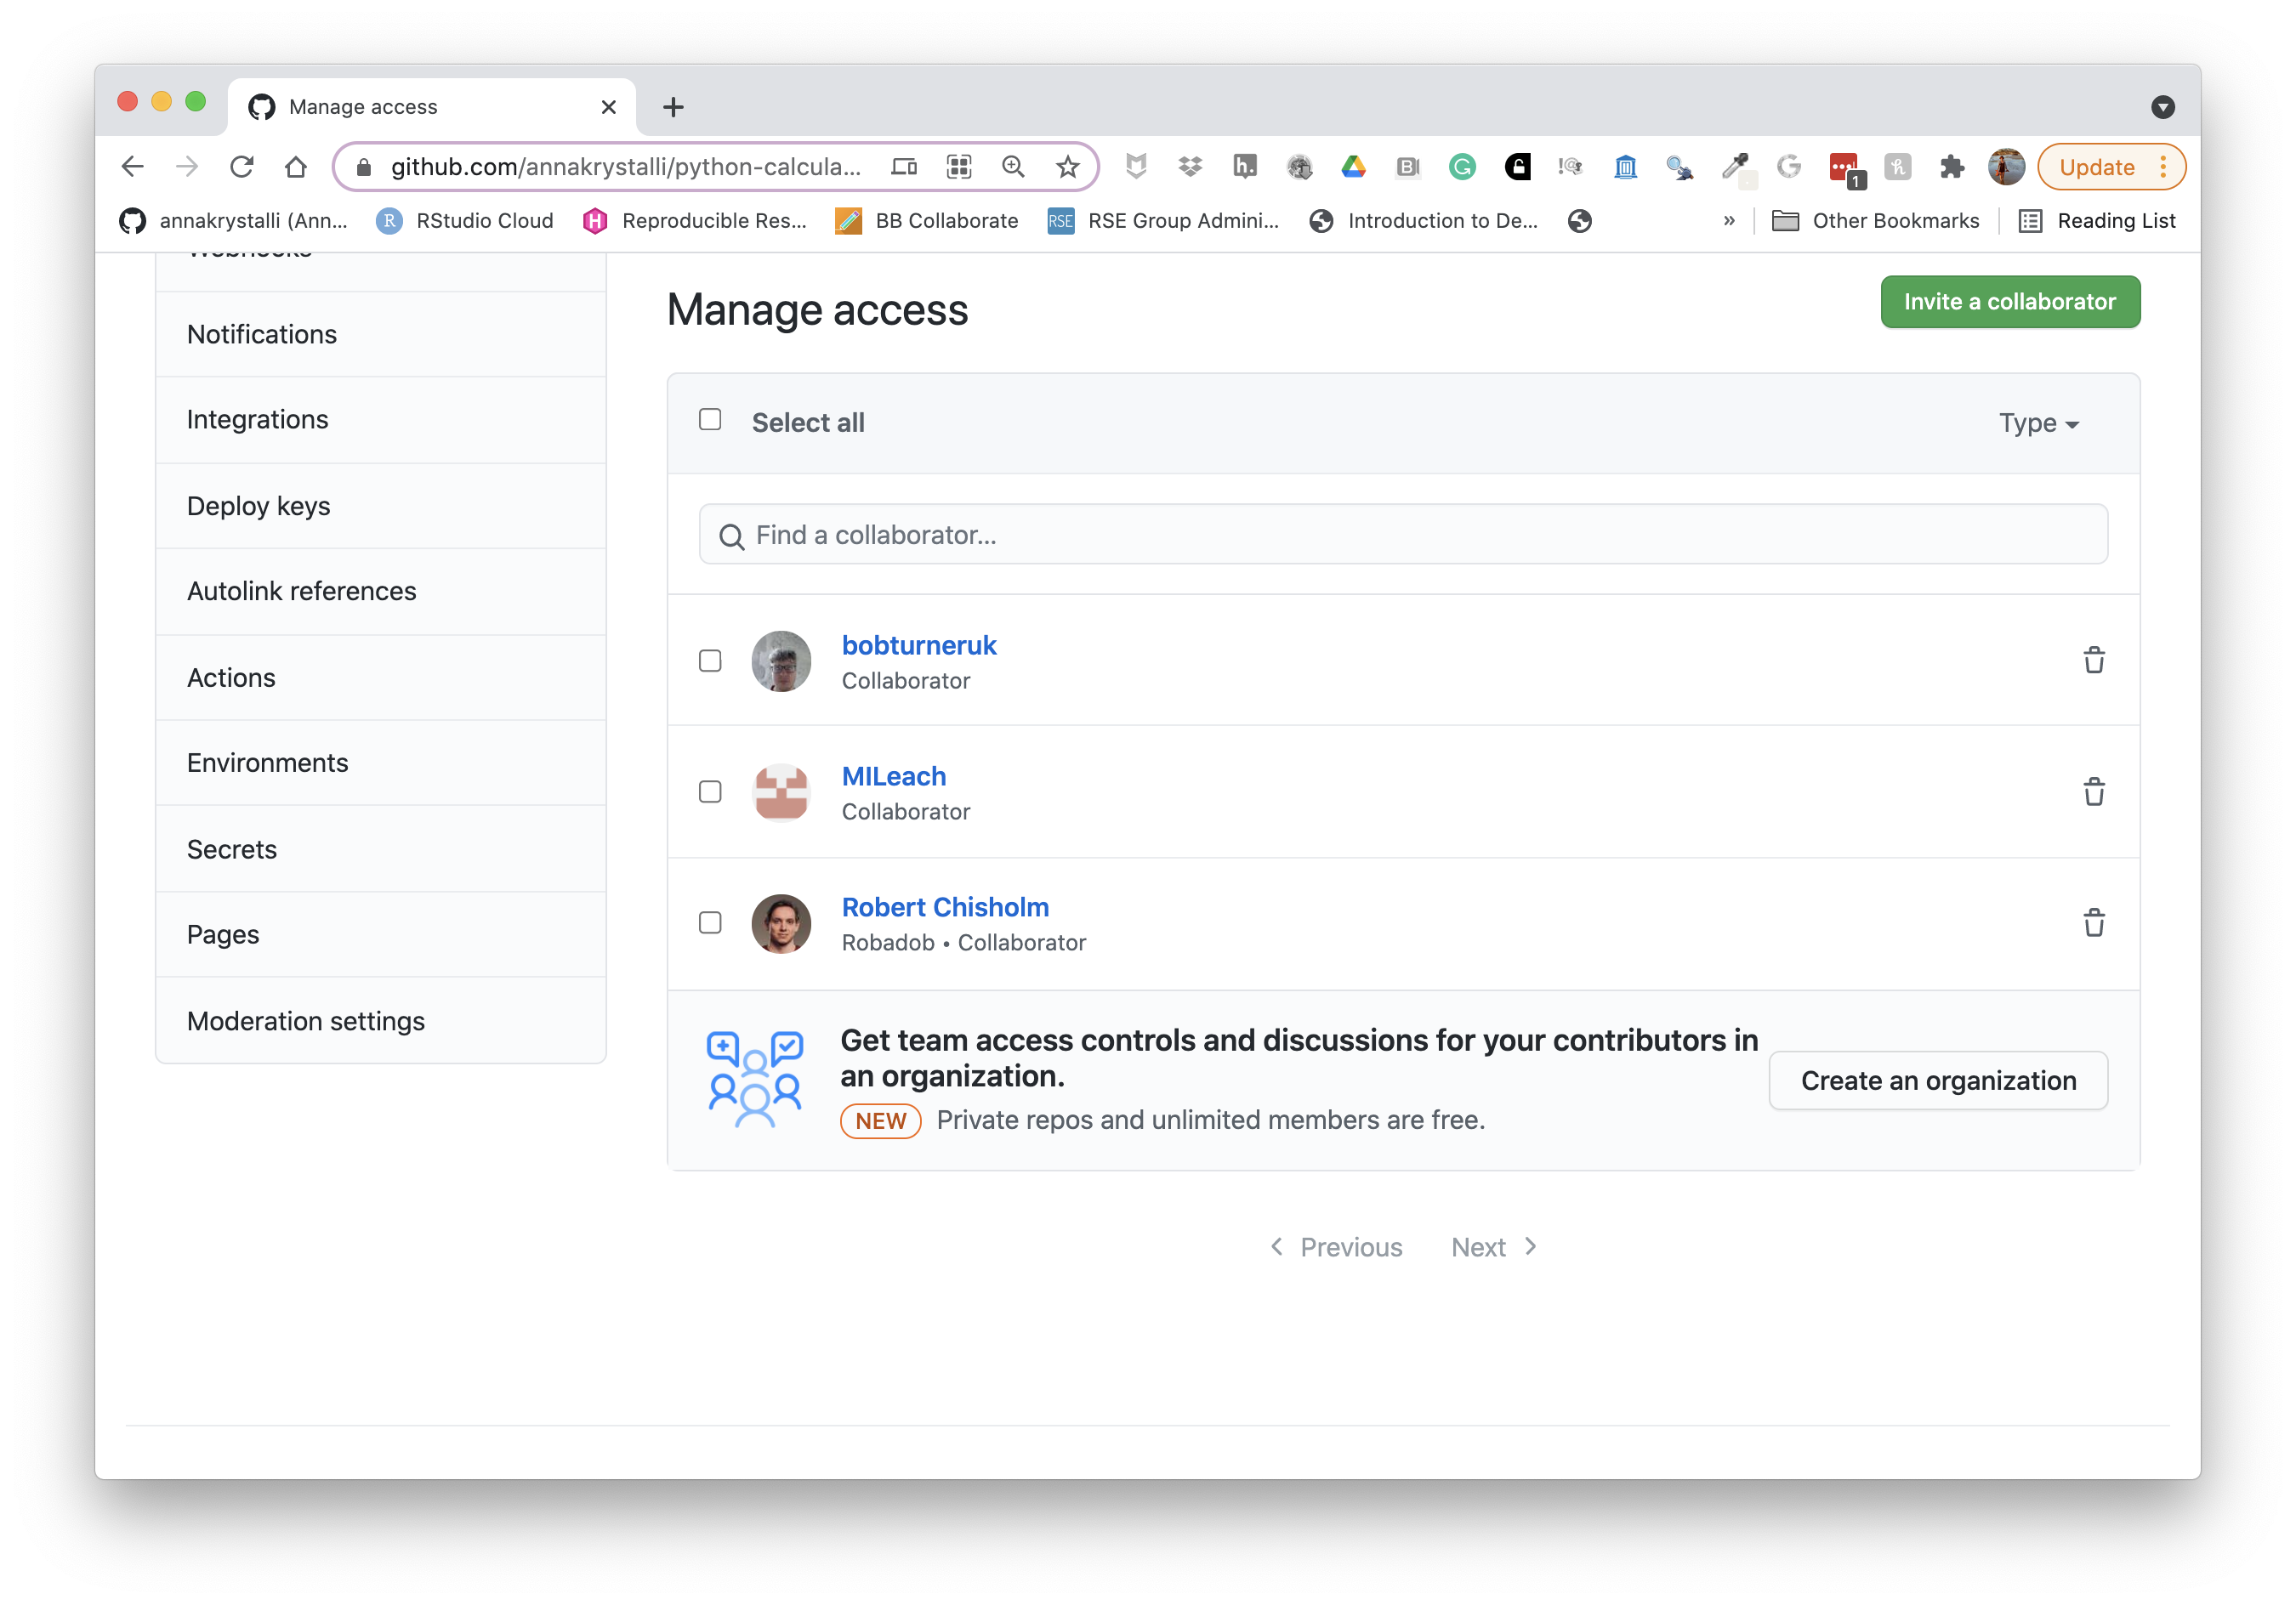 Manage access
github.com/annakrystalli/python-calcula...
1
Update
annakrystalli (Ann...
R
RStudio Cloud
H
Reproducible Res...
BB Collaborate
RSE
RSE Group Admini...
Introduction to De...
»
Other Bookmarks
Reading List
Webhooks
Notifications
Integrations
Deploy keys
Autolink references
Actions
Environments
Secrets
Pages
Moderation settings
Manage access
Invite a collaborator
Select all
Type
Find a collaborator...
bobturneruk
Collaborator
MILeach
Collaborator
Robert Chisholm
Robadob • Collaborator
Get team access controls and discussions for your contributors in
an organization.
NEW Private repos and unlimited members are free.
Create an organization
Previous
Next